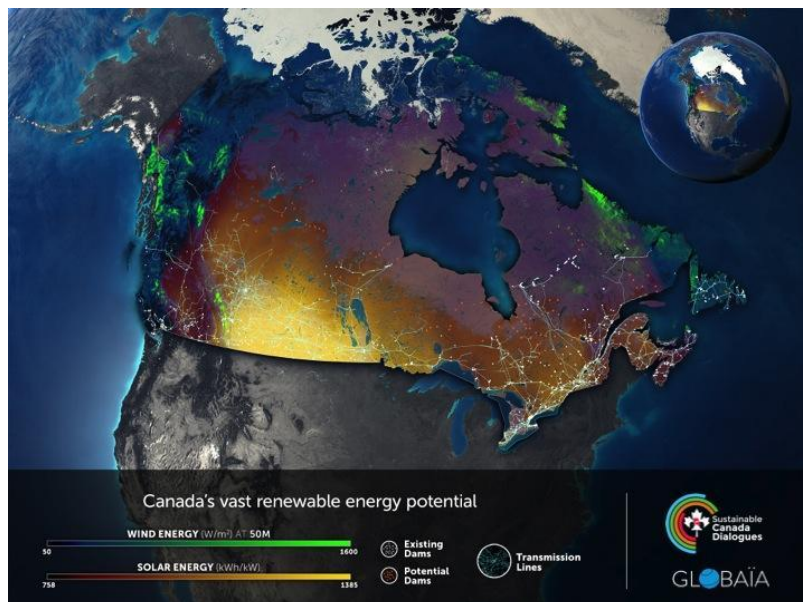 Canada's vast renewable energy potential
WIND ENERGY (W/m²) AT 50M
50
1600
SOLAR ENERGY (kWh/kW)
758
1385
Existing
Dams
Potential
Dams
Transmission
Lines
Sustainable
Canada
Dialogues
GLOBAÏA